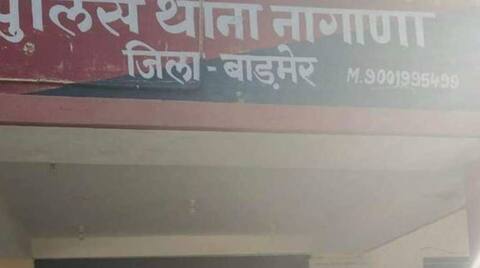 पुलिस थाना नागाणा
जिला - बाड़मेर M.9001995499